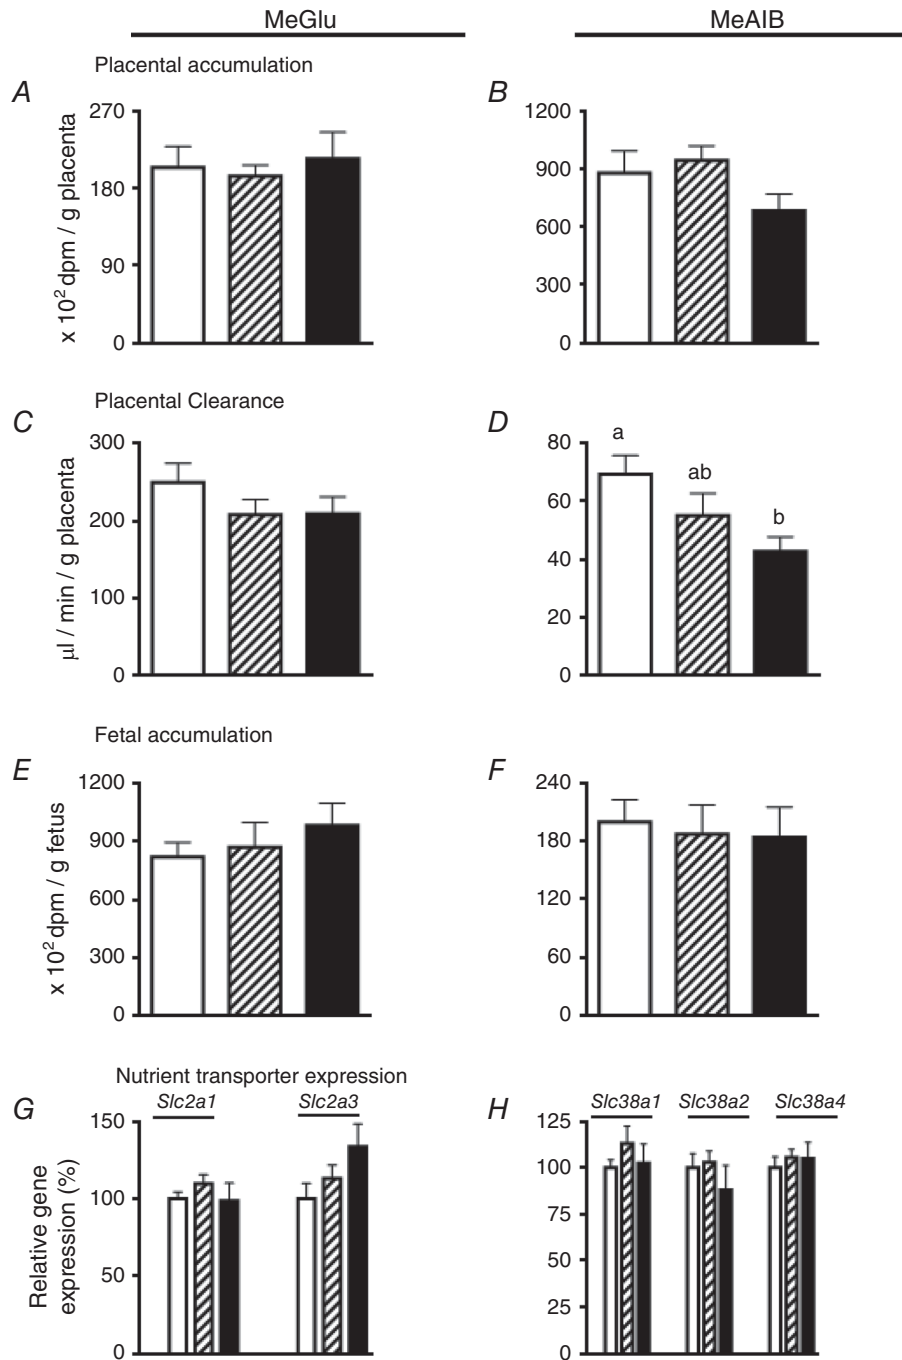 MeGlu
MeAIB
Placental accumulation
A
B
x 10² dpm / g placenta
270
180
90
0
1200
900
600
300
0
Placental Clearance
C
D
μl / min / g placenta
300
200
100
0
80
60
40
20
0
a
ab
b
Fetal accumulation
E
F
x 10² dpm / g fetus
1200
900
600
300
0
240
180
120
60
0
Nutrient transporter expression
G
Slc2a1
Slc2a3
H
Slc38a1
Slc38a2
Slc38a4
Relative gene
expression (%)
150
100
50
0
125
100
75
50
25
0